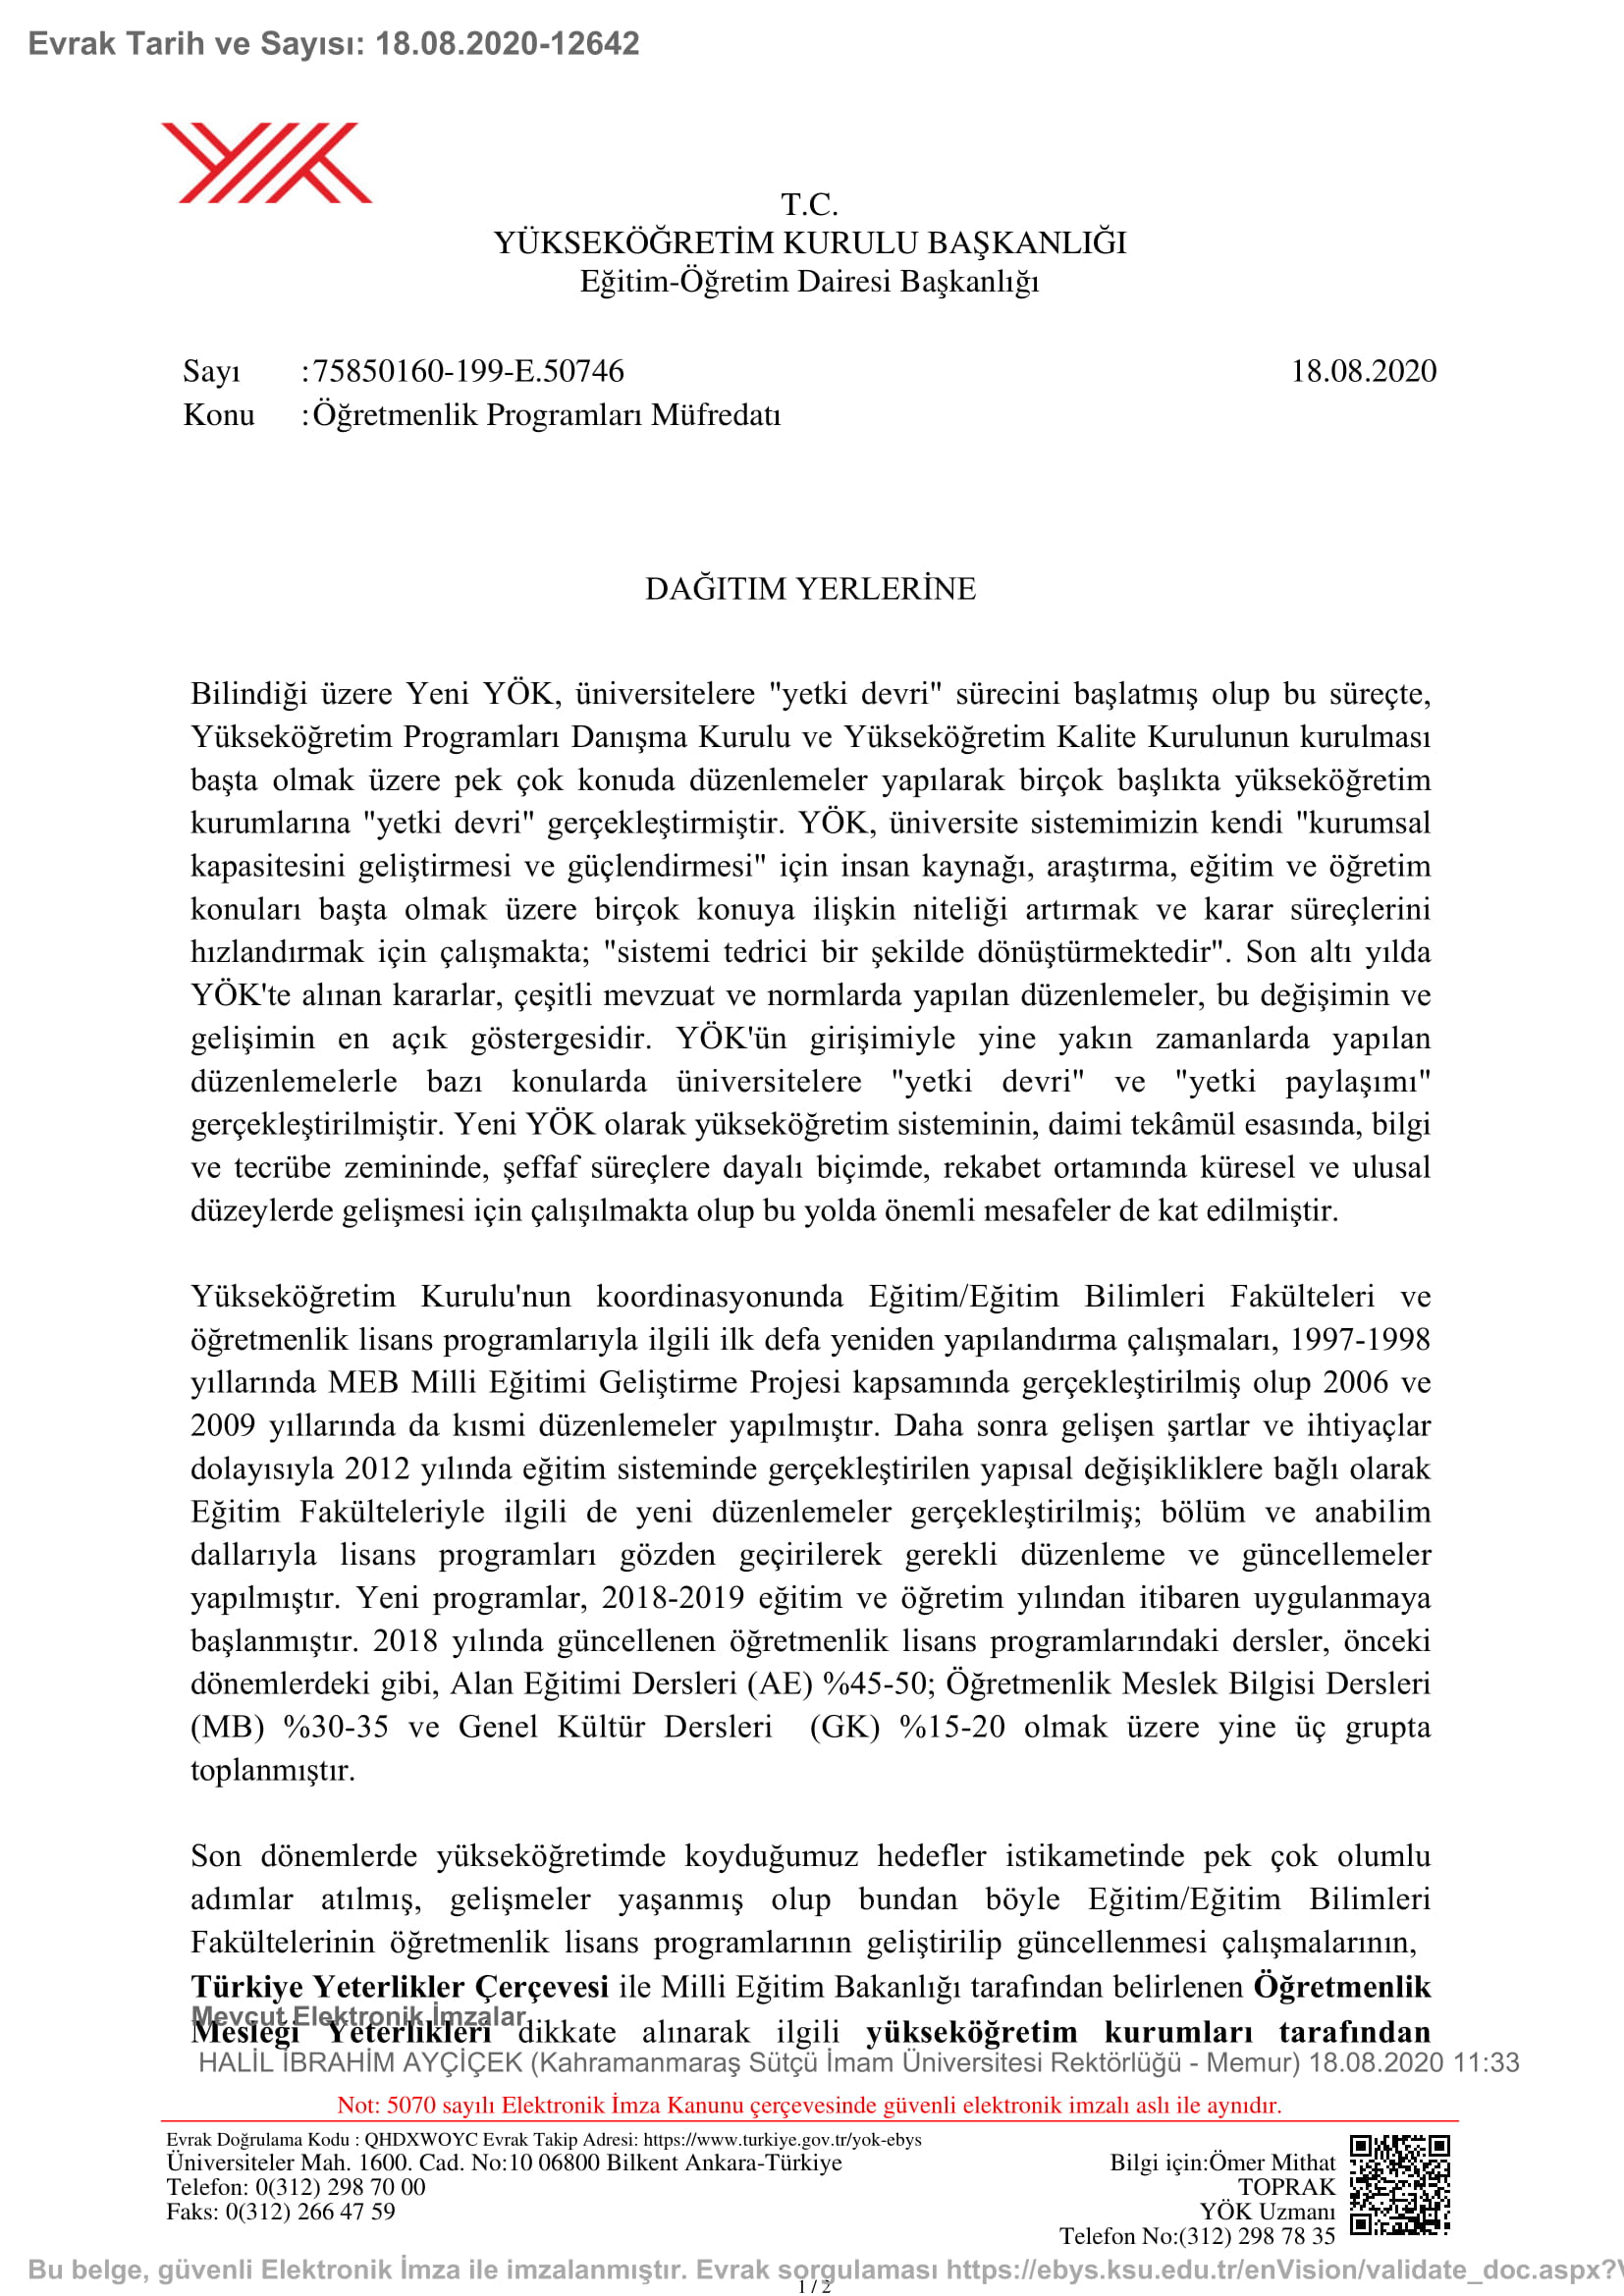 Evrak Tarih ve Sayısı: 18.08.2020-12642
T.C.
YÜKSEKÖĞRETİM KURULU BAŞKANLIĞI
Eğitim-Öğretim Dairesi Başkanlığı
Sayı :75850160-199-E.50746 18.08.2020
Konu :Öğretmenlik Programları Müfredatı
DAĞITIM YERLERİNE
Bilindiği üzere Yeni YÖK, üniversitelere "yetki devri" sürecini başlatmış olup bu süreçte,
Yükseköğretim Programları Danışma Kurulu ve Yükseköğretim Kalite Kurulunun kurulması
başta olmak üzere pek çok konuda düzenlemeler yapılarak birçok başlıkta yükseköğretim
kurumlarına "yetki devri" gerçekleştirmiştir. YÖK, üniversite sistemimizin kendi "kurumsal
kapasitesini geliştirmesi ve güçlendirmesi" için insan kaynağı, araştırma, eğitim ve öğretim
konuları başta olmak üzere birçok konuya ilişkin niteliği artırmak ve karar süreçlerini
hızlandırmak için çalışmakta; "sistemi tedrici bir şekilde dönüştürmektedir". Son altı yılda
YÖK'te alınan kararlar, çeşitli mevzuat ve normlarda yapılan düzenlemeler, bu değişimin ve
gelişimin en açık göstergesidir. YÖK'ün girişimiyle yine yakın zamanlarda yapılan
düzenlemelerle bazı konularda üniversitelere "yetki devri" ve "yetki paylaşımı"
gerçekleştirilmiştir. Yeni YÖK olarak yükseköğretim sisteminin, daimi tekâmül esasında, bilgi
ve tecrübe zemininde, şeffaf süreçlere dayalı biçimde, rekabet ortamında küresel ve ulusal
düzeylerde gelişmesi için çalışılmakta olup bu yolda önemli mesafeler de kat edilmiştir.
Yükseköğretim Kurulu'nun koordinasyonunda Eğitim/Eğitim Bilimleri Fakülteleri ve
öğretmenlik lisans programlarıyla ilgili ilk defa yeniden yapılandırma çalışmaları, 1997-1998
yıllarında MEB Milli Eğitimi Geliştirme Projesi kapsamında gerçekleştirilmiş olup 2006 ve
2009 yıllarında da kısmi düzenlemeler yapılmıştır. Daha sonra gelişen şartlar ve ihtiyaçlar
dolayısıyla 2012 yılında eğitim sisteminde gerçekleştirilen yapısal değişikliklere bağlı olarak
Eğitim Fakülteleriyle ilgili de yeni düzenlemeler gerçekleştirilmiş; bölüm ve anabilim
dallarıyla lisans programları gözden geçirilerek gerekli düzenleme ve güncellemeler
yapılmıştır. Yeni programlar, 2018-2019 eğitim ve öğretim yılından itibaren uygulanmaya
başlanmıştır. 2018 yılında güncellenen öğretmenlik lisans programlarındaki dersler, önceki
dönemlerdeki gibi, Alan Eğitimi Dersleri (AE) %45-50; Öğretmenlik Meslek Bilgisi Dersleri
(MB) %30-35 ve Genel Kültür Dersleri (GK) %15-20 olmak üzere yine üç grupta
toplanmıştır.
Son dönemlerde yükseköğretimde koyduğumuz hedefler istikametinde pek çok olumlu
adımlar atılmış, gelişmeler yaşanmış olup bundan böyle Eğitim/Eğitim Bilimleri
Fakültelerinin öğretmenlik lisans programlarının geliştirilip güncellenmesi çalışmalarının,
Türkiye Yeterlikler Çerçevesi ile Milli Eğitim Bakanlığı tarafından belirlenen Öğretmenlik
Mevcut Elektronik İmzalar
Mesleği Yeterlikleri dikkate alınarak ilgili yükseköğretim kurumları tarafından
HALİL İBRAHİM AYÇİÇEK (Kahramanmaraş Sütçü İmam Üniversitesi Rektörlüğü - Memur) 18.08.2020 11:33
Not: 5070 sayılı Elektronik İmza Kanunu çerçevesinde güvenli elektronik imzalı aslı ile aynıdır.
Evrak Doğrulama Kodu : QHDXWOYC Evrak Takip Adresi: https://www.turkiye.gov.tr/yok-ebys
Üniversiteler Mah. 1600. Cad. No:10 06800 Bilkent Ankara-Türkiye
Telefon: 0(312) 298 70 00
Faks: 0(312) 266 47 59
Bilgi için:Ömer Mithat
TOPRAK
YÖK Uzmanı
Telefon No:(312) 298 78 35
Bu belge, güvenli Elektronik İmza ile imzalanmıştır. Evrak sorgulaması https://ebys.ksu.edu.tr/enVision/validate_doc.aspx?V
1 / 2